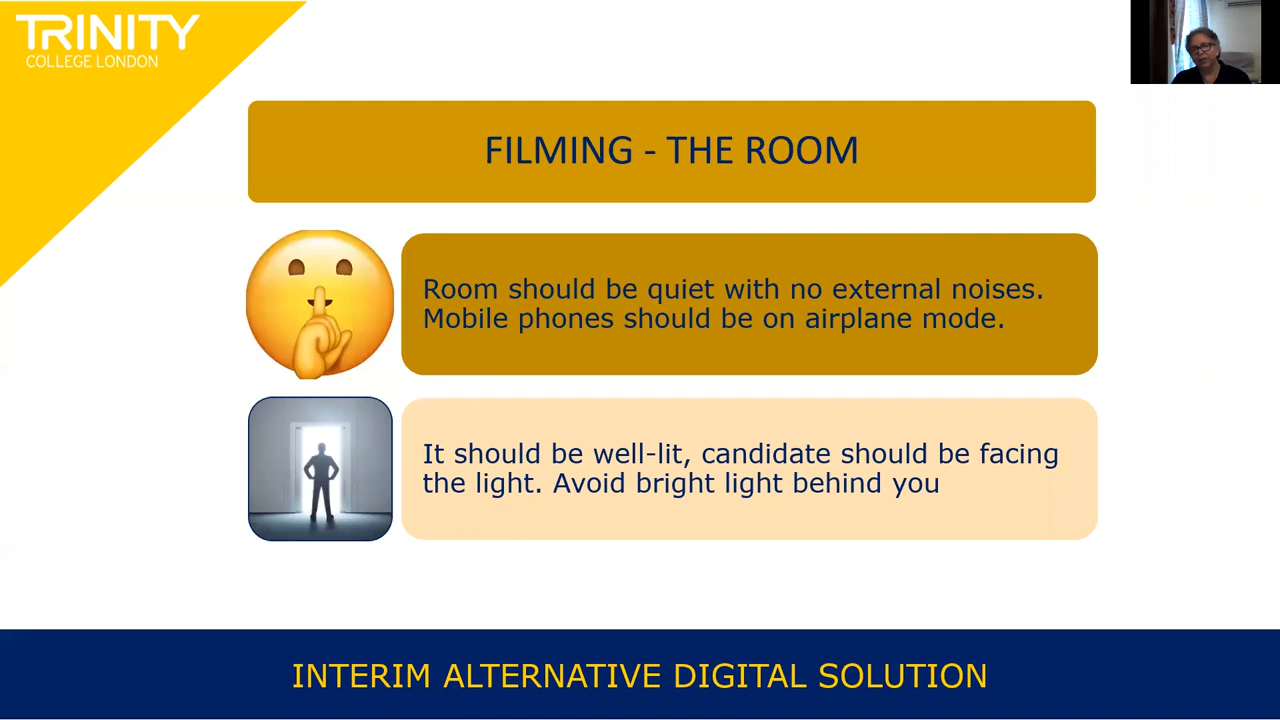 TRINITY
COLLEGE LONDON
FILMING - THE ROOM
Room should be quiet with no external noises.
Mobile phones should be on airplane mode.
It should be well-lit, candidate should be facing
the light. Avoid bright light behind you
INTERIM ALTERNATIVE DIGITAL SOLUTION